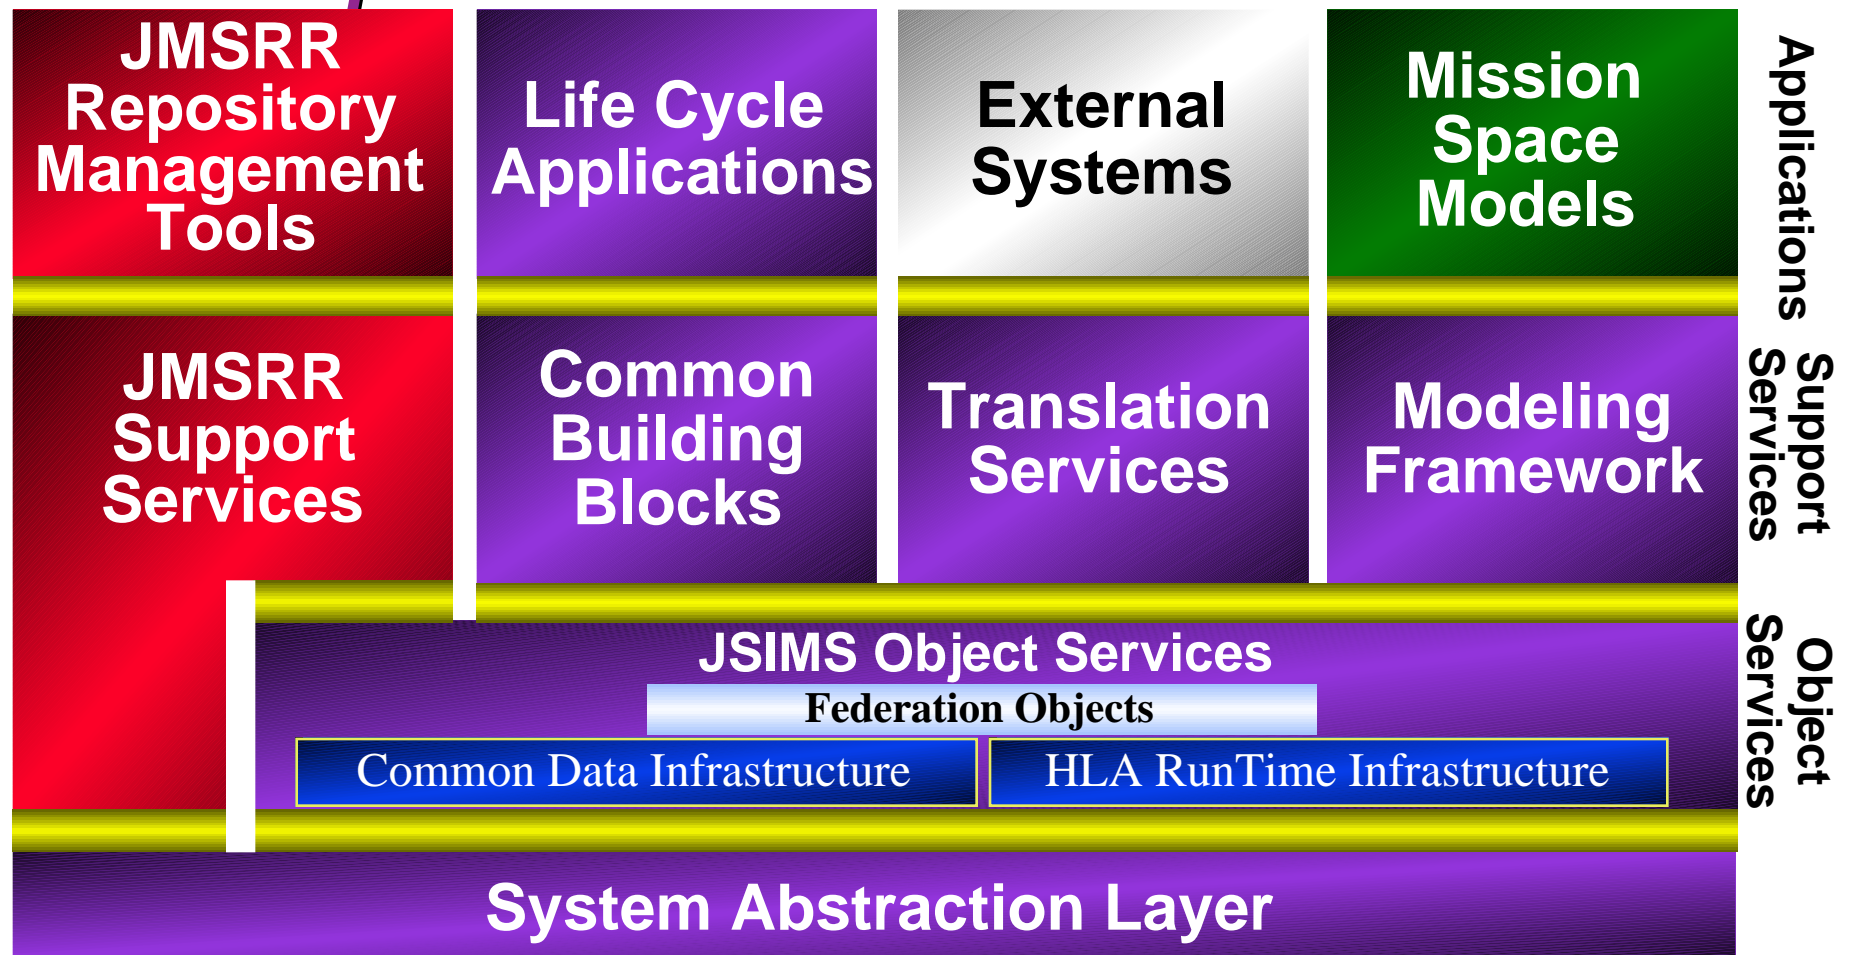 JMSRR
Repository
Management
Tools
Life Cycle
Applications
External
Systems
Mission
Space
Models
Applications
JMSRR
Support
Services
Common
Building
Blocks
Translation
Services
Modeling
Framework
Support
Services
JSIMS Object Services
Federation Objects
Common Data Infrastructure
HLA RunTime Infrastructure
Object
Services
System Abstraction Layer